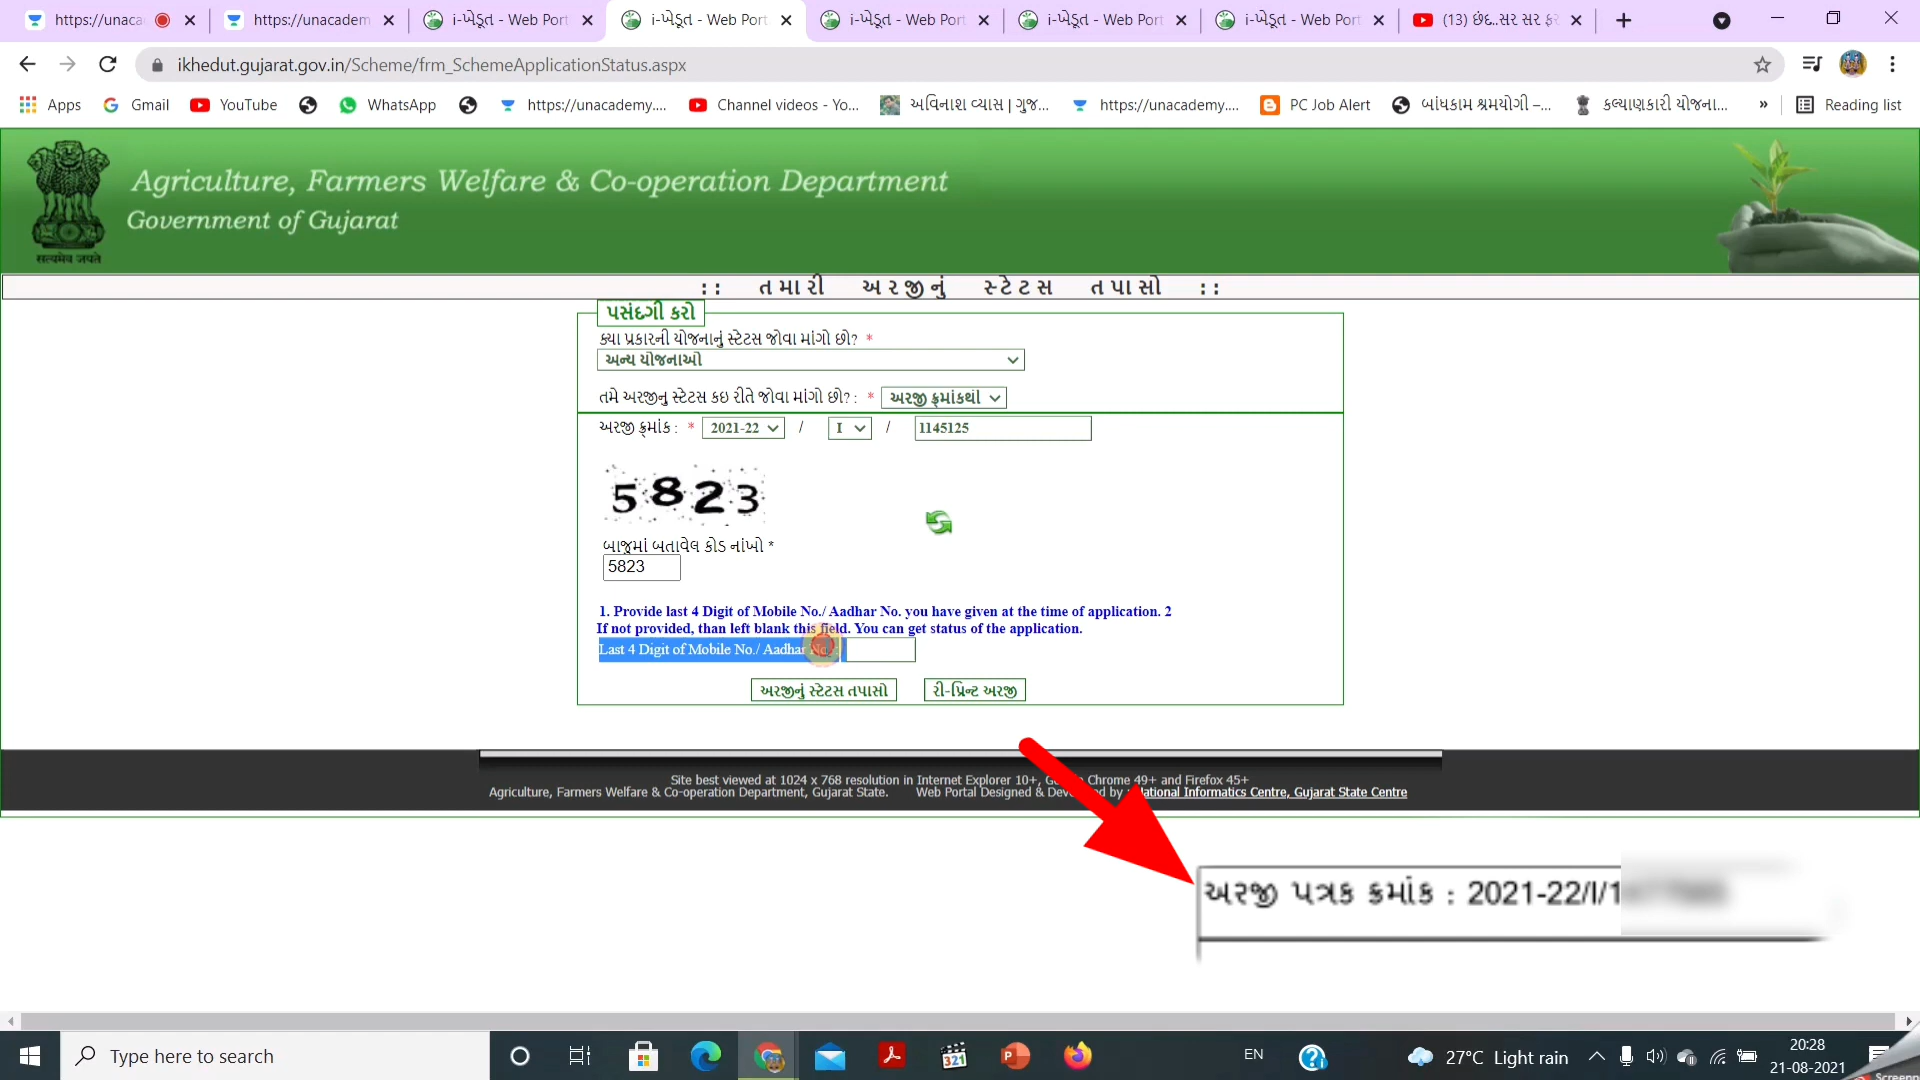 https://unaca
https://unacadem
i-ખેડૂત - Web Port
i-ખેડૂત - Web Port
i-ખેડૂત - Web Port
i-ખેડૂત - Web Port
i-ખેડૂત - Web Port
(13) છંદ..સર સર ફર
ikhedut.gujarat.gov.in/Scheme/frm_SchemeApplicationStatus.aspx
Apps Gmail YouTube WhatsApp https://unacademy.... Channel videos - Yo... અવિનાશ વ્યાસ | ગુજ... https://unacademy.... PC Job Alert બાંધકામ શ્રમયોગી –... કલ્યાણકારી યોજના... » Reading list
Agriculture, Farmers Welfare & Co-operation Department
Government of Gujarat
सत्यमेव जयते
:: તમારી અરજીનું સ્ટેટસ તપાસો ::
પસંદગી કરો
ક્યા પ્રકારની યોજનાનું સ્ટેટસ જોવા માંગો છો? *
અન્ય યોજનાઓ
તમે અરજીનુ સ્ટેટસ કઇ રીતે જોવા માંગો છો? : * અરજી ક્રમાંકથી
અરજી ક્ર્માંક : * 2021-22 / I / 1145125
5823
બાજુમાં બતાવેલ કોડ નાંખો *
5823
1. Provide last 4 Digit of Mobile No./ Aadhar No. you have given at the time of application. 2
If not provided, than left blank this field. You can get status of the application.
Last 4 Digit of Mobile No./ Aadhar No.
અરજીનું સ્ટેટસ તપાસો રી-પ્રિન્ટ અરજી
Site best viewed at 1024 x 768 resolution in Internet Explorer 10+, Chrome 49+ and Firefox 45+
Agriculture, Farmers Welfare & Co-operation Department, Gujarat State. Web Portal Designed & by National Informatics Centre, Gujarat State Centre
અરજી પત્રક ક્રમાંક : 2021-22/I/1
Type here to search
321
EN
27°C Light rain
20:28
21-08-2021